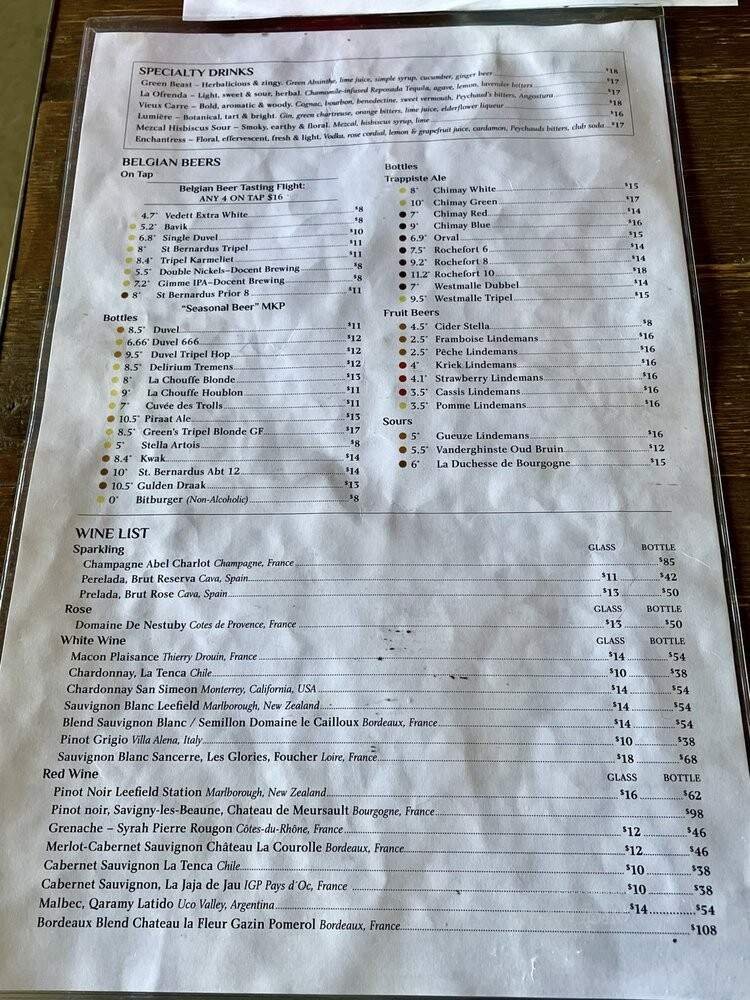 SPECIALTY DRINKS
Green Beast – Herbalicious & zingy. Green Absinthe, lime juice, simple syrup, cucumber, ginger beer $18
La Ofrenda – Light, sweet & sour, herbal. Chamomile-infused Reposada Tequila, agave, lemon, lavender bitters $17
Vieux Carre – Bold, aromatic & woody. Cognac, bourbon, benedectine, sweet vermouth, Peychaud's bitters, Angostura $17
Lumière – Botanical, tart & bright. Gin, green chartreuse, orange bitters, lime juice, elderflower liqueur $18
Mezcal Hisbiscus Sour – Smoky, earthy & floral. Mezcal, hisbiscus syrup, lime $16
Enchantress – Floral, effervescent, fresh & light. Vodka, rose cordial, lemon & grapefruit juice, cardamon, Peychauds bitters, club soda $17
BELGIAN BEERS
On Tap
Belgian Beer Tasting Flight:
ANY 4 ON TAP $16
4.7° Vedett Extra White $8
5.2° Bavik $8
6.8° Single Duvel $10
8° St Bernardus Tripel $11
8.4° Tripel Karmeliet $11
5.5° Double Nickels–Docent Brewing $8
7.2° Gimme IPA–Docent Brewing $8
8° St Bernardus Prior 8 $11
"Seasonal Beer" MKP
Bottles
8.5° Duvel $11
6.66° Duvel 666 $12
9.5° Duvel Tripel Hop $12
8.5° Delirium Tremens $12
8° La Chouffe Blonde $13
9° La Chouffe Houblon $11
7° Cuvée des Trolls $11
10.5° Piraat Ale $13
8.5° Green's Tripel Blonde GF $17
5° Stella Artois $8
8.4° Kwak $14
10° St. Bernardus Abt 12 $14
10.5° Gulden Draak $13
0° Bitburger (Non-Alcoholic) $8
Bottles
Trappiste Ale
8° Chimay White $15
10° Chimay Green $17
7° Chimay Red $14
9° Chimay Blue $16
6.9° Orval $15
7.5° Rochefort 6 $14
9.2° Rochefort 8 $14
11.2° Rochefort 10 $18
7° Westmalle Dubbel $14
9.5° Westmalle Tripel $15
Fruit Beers
4.5° Cider Stella $8
2.5° Framboise Lindemans $16
2.5° Pêche Lindemans $16
4° Kriek Lindemans $16
4.1° Strawberry Lindemans $16
3.5° Cassis Lindemans $16
3.5° Pomme Lindemans $16
Sours
5° Gueuze Lindemans $16
5.5° Vanderghinste Oud Bruin $12
6° La Duchesse de Bourgogne $15
WINE LIST
Sparkling GLASS BOTTLE
Champagne Abel Charlot Champagne, France $85
Perelada, Brut Reserva Cava, Spain $11 $42
Prelada, Brut Rose Cava, Spain $13 $50
Rose GLASS BOTTLE
Domaine De Nestuby Cotes de Provence, France $13 $50
White Wine GLASS BOTTLE
Macon Plaisance Thierry Drouin, France $14 $54
Chardonnay, La Tenca Chile $10 $38
Chardonnay San Simeon Monterrey, California, USA $14 $54
Sauvignon Blanc Leefield Marlborough, New Zealand $14 $54
Blend Sauvignon Blanc / Semillon Domaine le Cailloux Bordeaux, France $14 $54
Pinot Grigio Villa Alena, Italy $10 $38
Sauvignon Blanc Sancerre, Les Glories, Foucher Loire, France $18 $68
Red Wine GLASS BOTTLE
Pinot Noir Leefield Station Marlborough, New Zealand $16 $62
Pinot noir, Savigny-les-Beaune, Chateau de Meursault Bourgogne, France $98
Grenache – Syrah Pierre Rougon Côtes-du-Rhône, France $12 $46
Merlot-Cabernet Sauvignon Château La Courolle Bordeaux, France $12 $46
Cabernet Sauvignon La Tenca Chile $10 $38
Cabernet Sauvignon, La Jaja de Jau IGP Pays d'Oc, France $10 $38
Malbec, Qaramy Latido Uco Valley, Argentina $14 $54
Bordeaux Blend Chateau la Fleur Gazin Pomerol Bordeaux, France $108